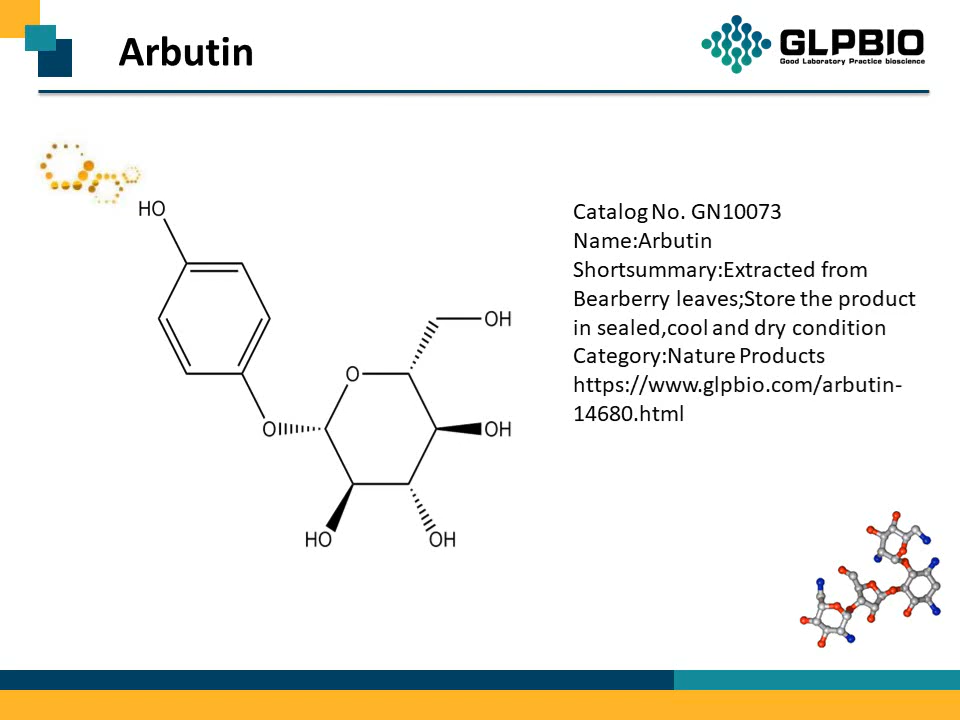 Arbutin
GLPBIO
Good Laboratory Practice bioscience
HO
OH
O
O
OH
HO
OH
Catalog No. GN10073
Name:Arbutin
Shortsummary:Extracted from
Bearberry leaves;Store the product
in sealed,cool and dry condition
Category:Nature Products
https://www.glpbio.com/arbutin-
14680.html